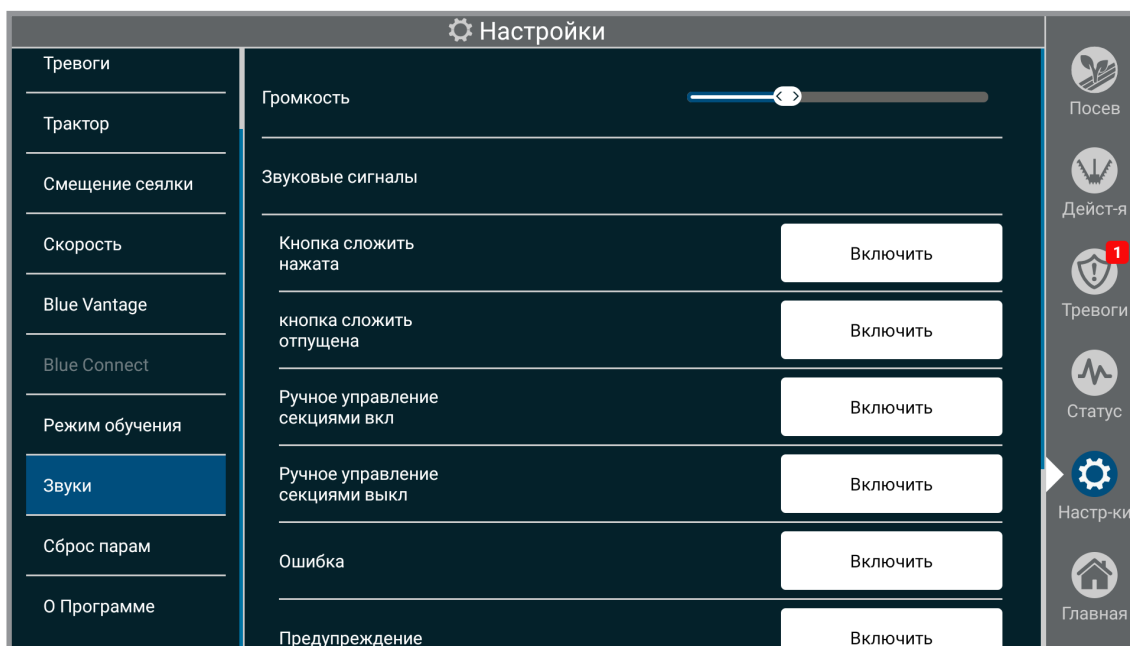 Настройки
Тревоги
Трактор
Смещение сеялки
Скорость
Blue Vantage
Blue Connect
Режим обучения
Звуки
Сброс парам
О Программе
Громкость
Звуковые сигналы
Кнопка сложить
нажата
Включить
кнопка сложить
отпущена
Включить
Ручное управление
секциями вкл
Включить
Ручное управление
секциями выкл
Включить
Ошибка
Включить
Предупреждение
Включить
Посев
Дейст-я
1
Тревоги
Статус
Настр-ки
Главная